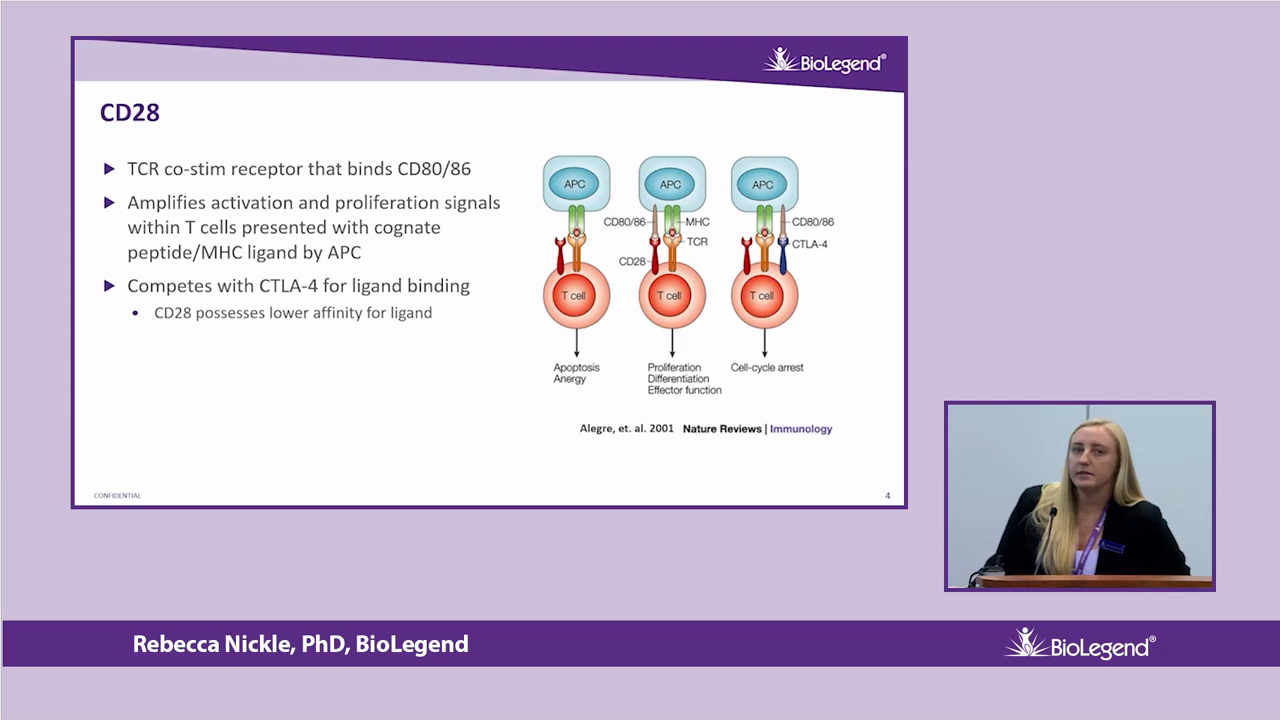 BioLegend®
CD28
TCR co-stim receptor that binds CD80/86
Amplifies activation and proliferation signals
within T cells presented with cognate
peptide/MHC ligand by APC
Competes with CTLA-4 for ligand binding
• CD28 possesses lower affinity for ligand
APC
APC
APC
CD80/86
MHC
CD80/86
TCR
CTLA-4
CD28
T cell
T cell
T cell
Apoptosis
Anergy
Proliferation
Differentiation
Effector function
Cell-cycle arrest
Alegre, et. al. 2001 Nature Reviews | Immunology
CONFIDENTIAL
4
Rebecca Nickle, PhD, BioLegend
BioLegend®